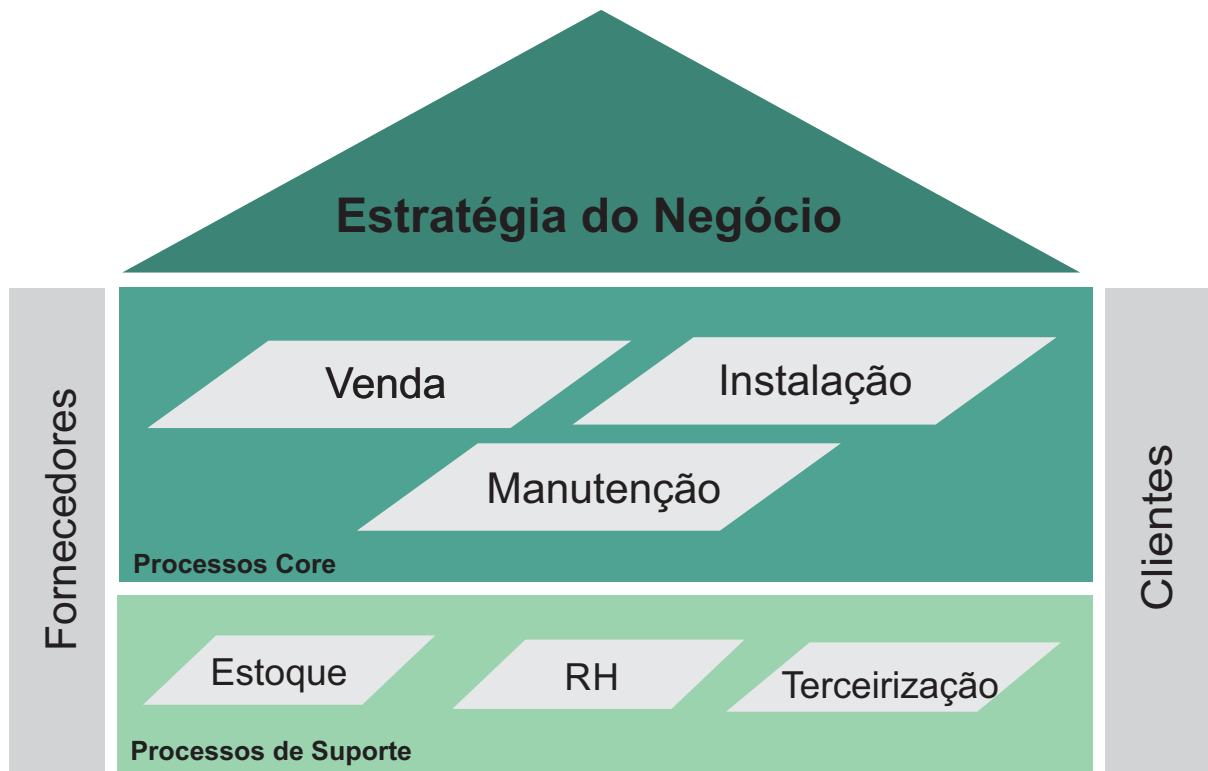 Estratégia do Negócio
Fornecedores
Venda
Instalação
Manutenção
Processos Core
Estoque
RH
Terceirização
Processos de Suporte
Clientes